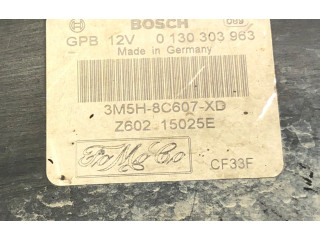 BOSCH
GPB 12V 0 130 303 963
Made in Germany
3M5H-8C607-XD
Z602 15025E
FoMoCo
CF33F